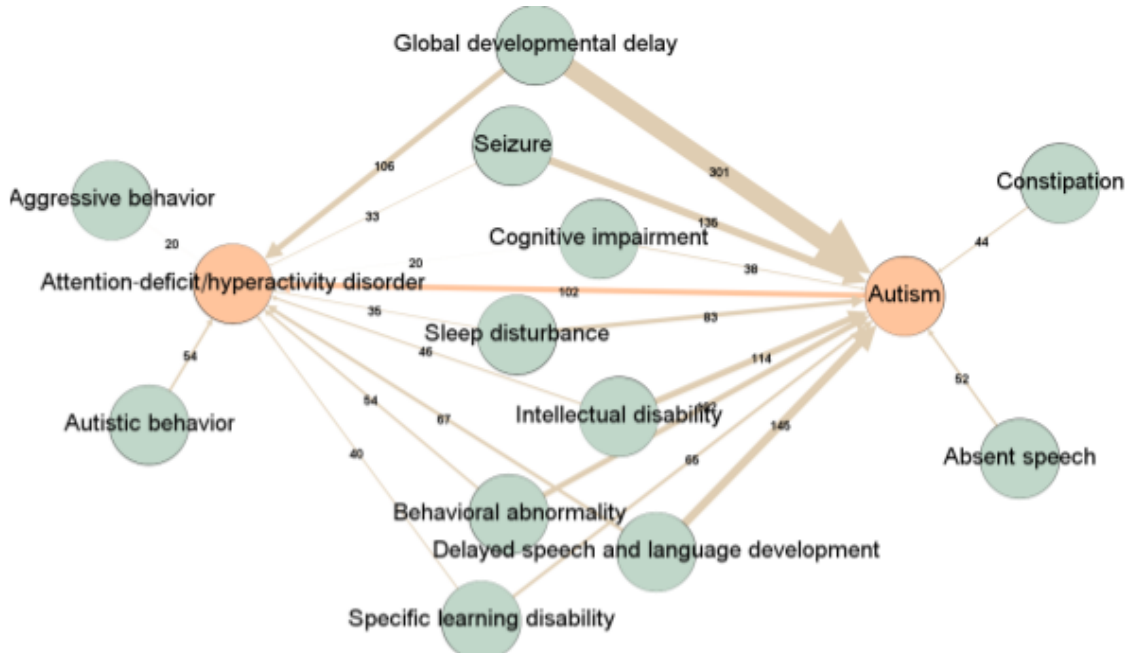 Global developmental delay
Seizure
106
301
Constipation
Aggressive behavior
33
136
Cognitive impairment
20
44
20
38
Attention-deficit/hyperactivity disorder
102
Autism
35
83
Sleep disturbance
46
54
114
52
54
67
Intellectual disability
Autistic behavior
145
40
65
Absent speech
Behavioral abnormality
Delayed speech and language development
Specific learning disability